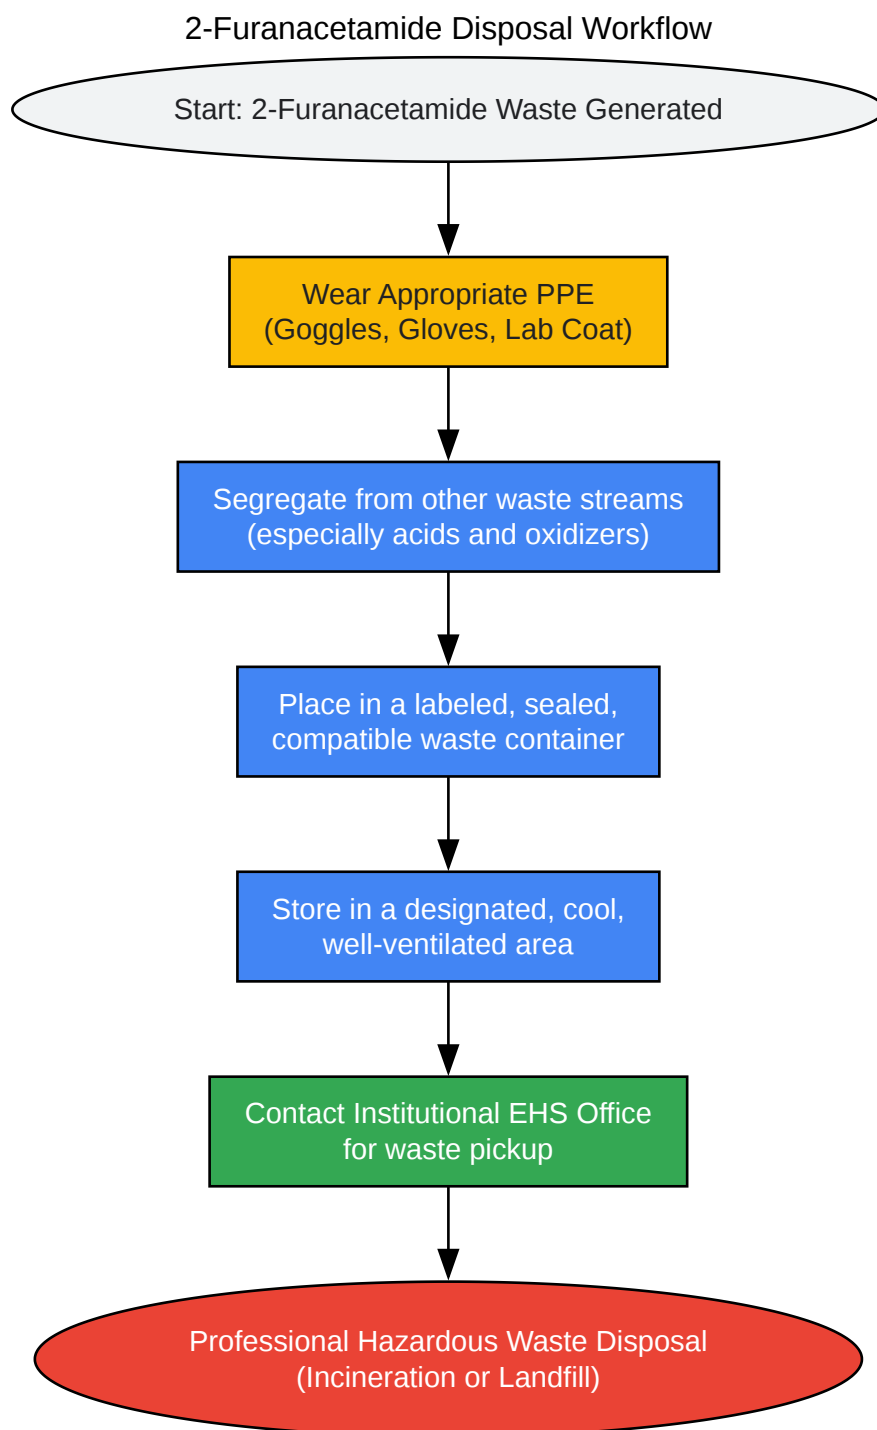 2-Furanacetamide Disposal Workflow
Start: 2-Furanacetamide Waste Generated
Wear Appropriate PPE
(Goggles, Gloves, Lab Coat)
Segregate from other waste streams
(especially acids and oxidizers)
Place in a labeled, sealed,
compatible waste container
Store in a designated, cool,
well-ventilated area
Contact Institutional EHS Office
for waste pickup
Professional Hazardous Waste Disposal
(Incineration or Landfill)